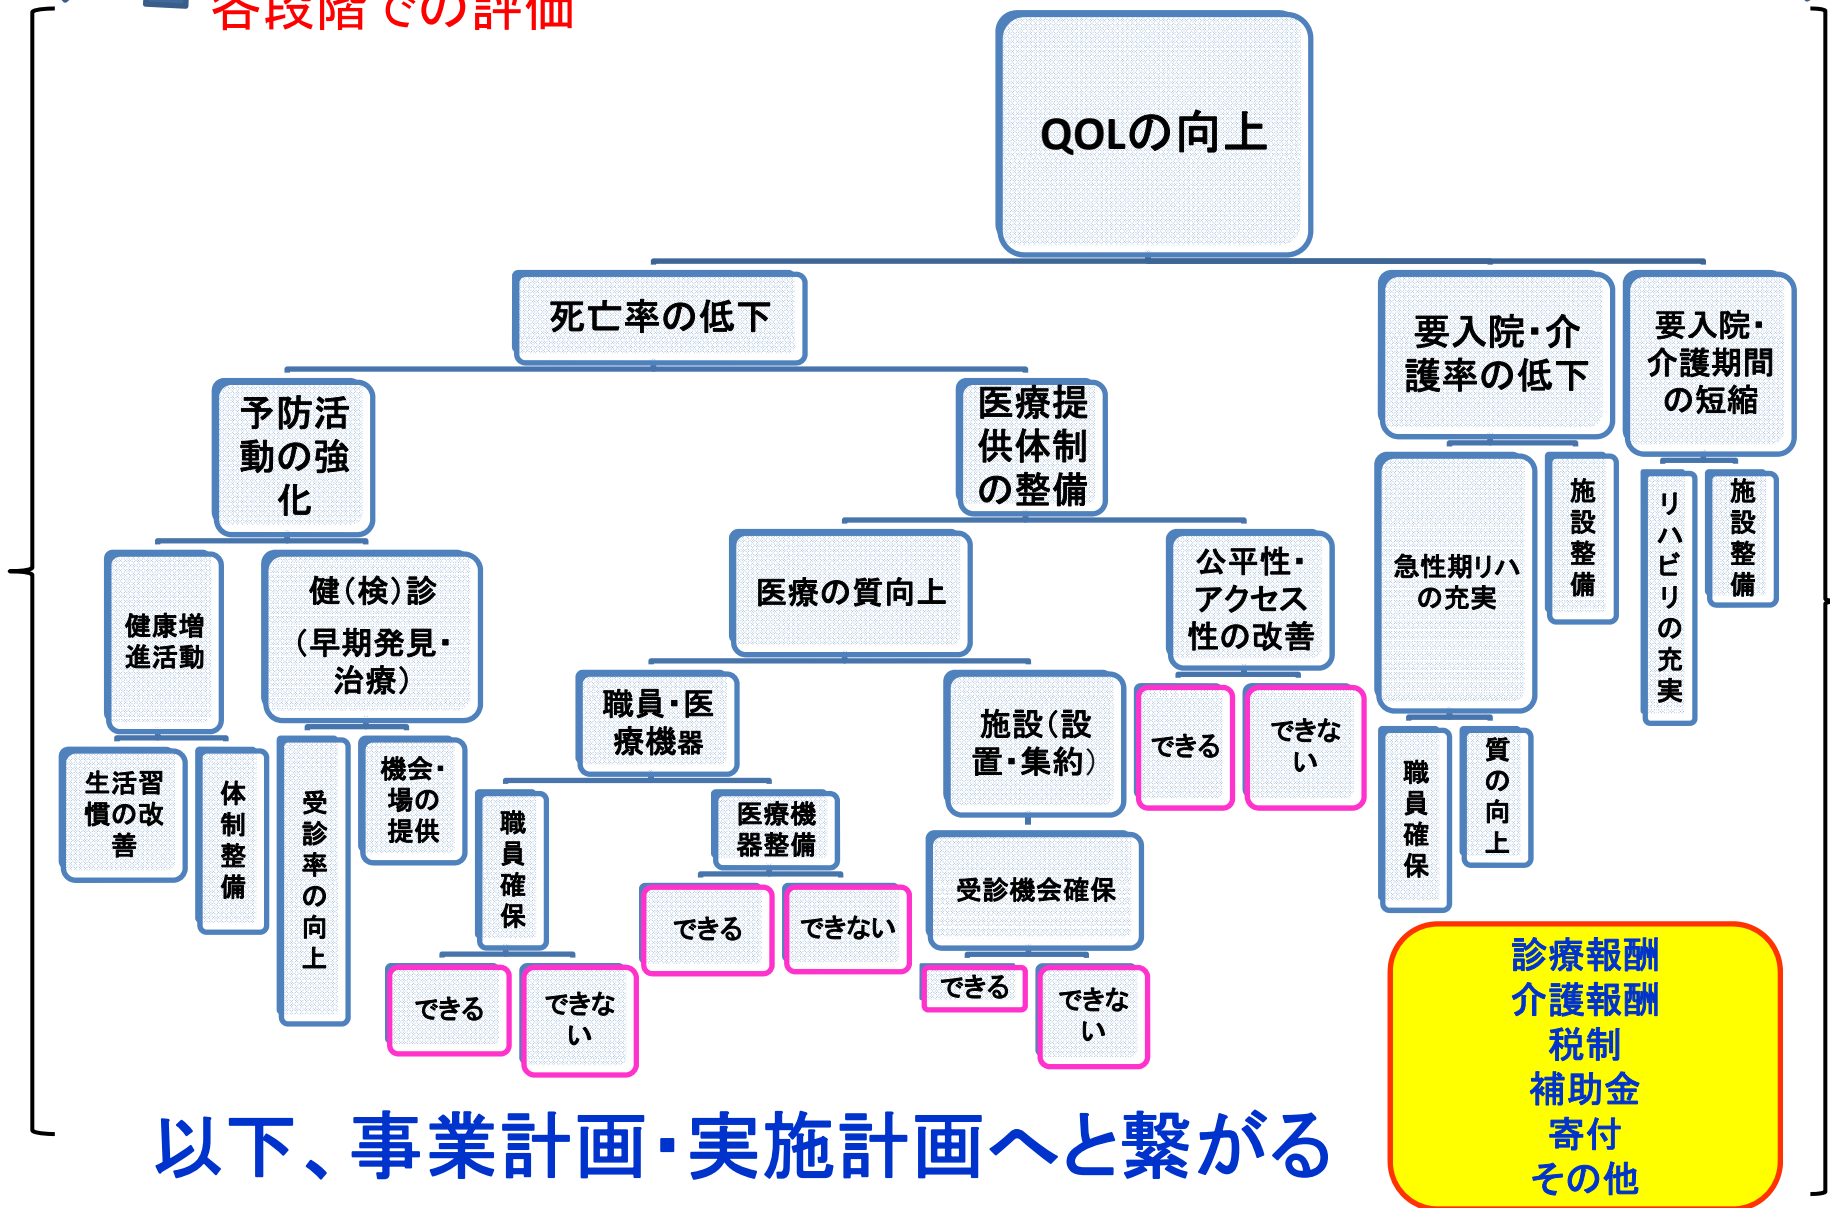 各段階での評価
QOLの向上
死亡率の低下
要入院・介
護率の低下
要入院・
介護期間
の短縮
予防活
動の強
化
医療提
供体制
の整備
急性期リハ
の充実
施設整備
リハビリの充実
施設整備
健康増
進活動
健（検）診
（早期発見・
治療）
医療の質向上
公平性・
アクセス
性の改善
職員・医
療機器
施設（設
置・集約）
できる
できな
い
職員確保
質の向上
生活習
慣の改
善
体制整備
受診率の向上
機会・
場の
提供
職員確保
医療機
器整備
受診機会確保
できる
できな
い
できる
できない
できる
できな
い
診療報酬
介護報酬
税制
補助金
寄付
その他
以下、事業計画・実施計画へと繋がる